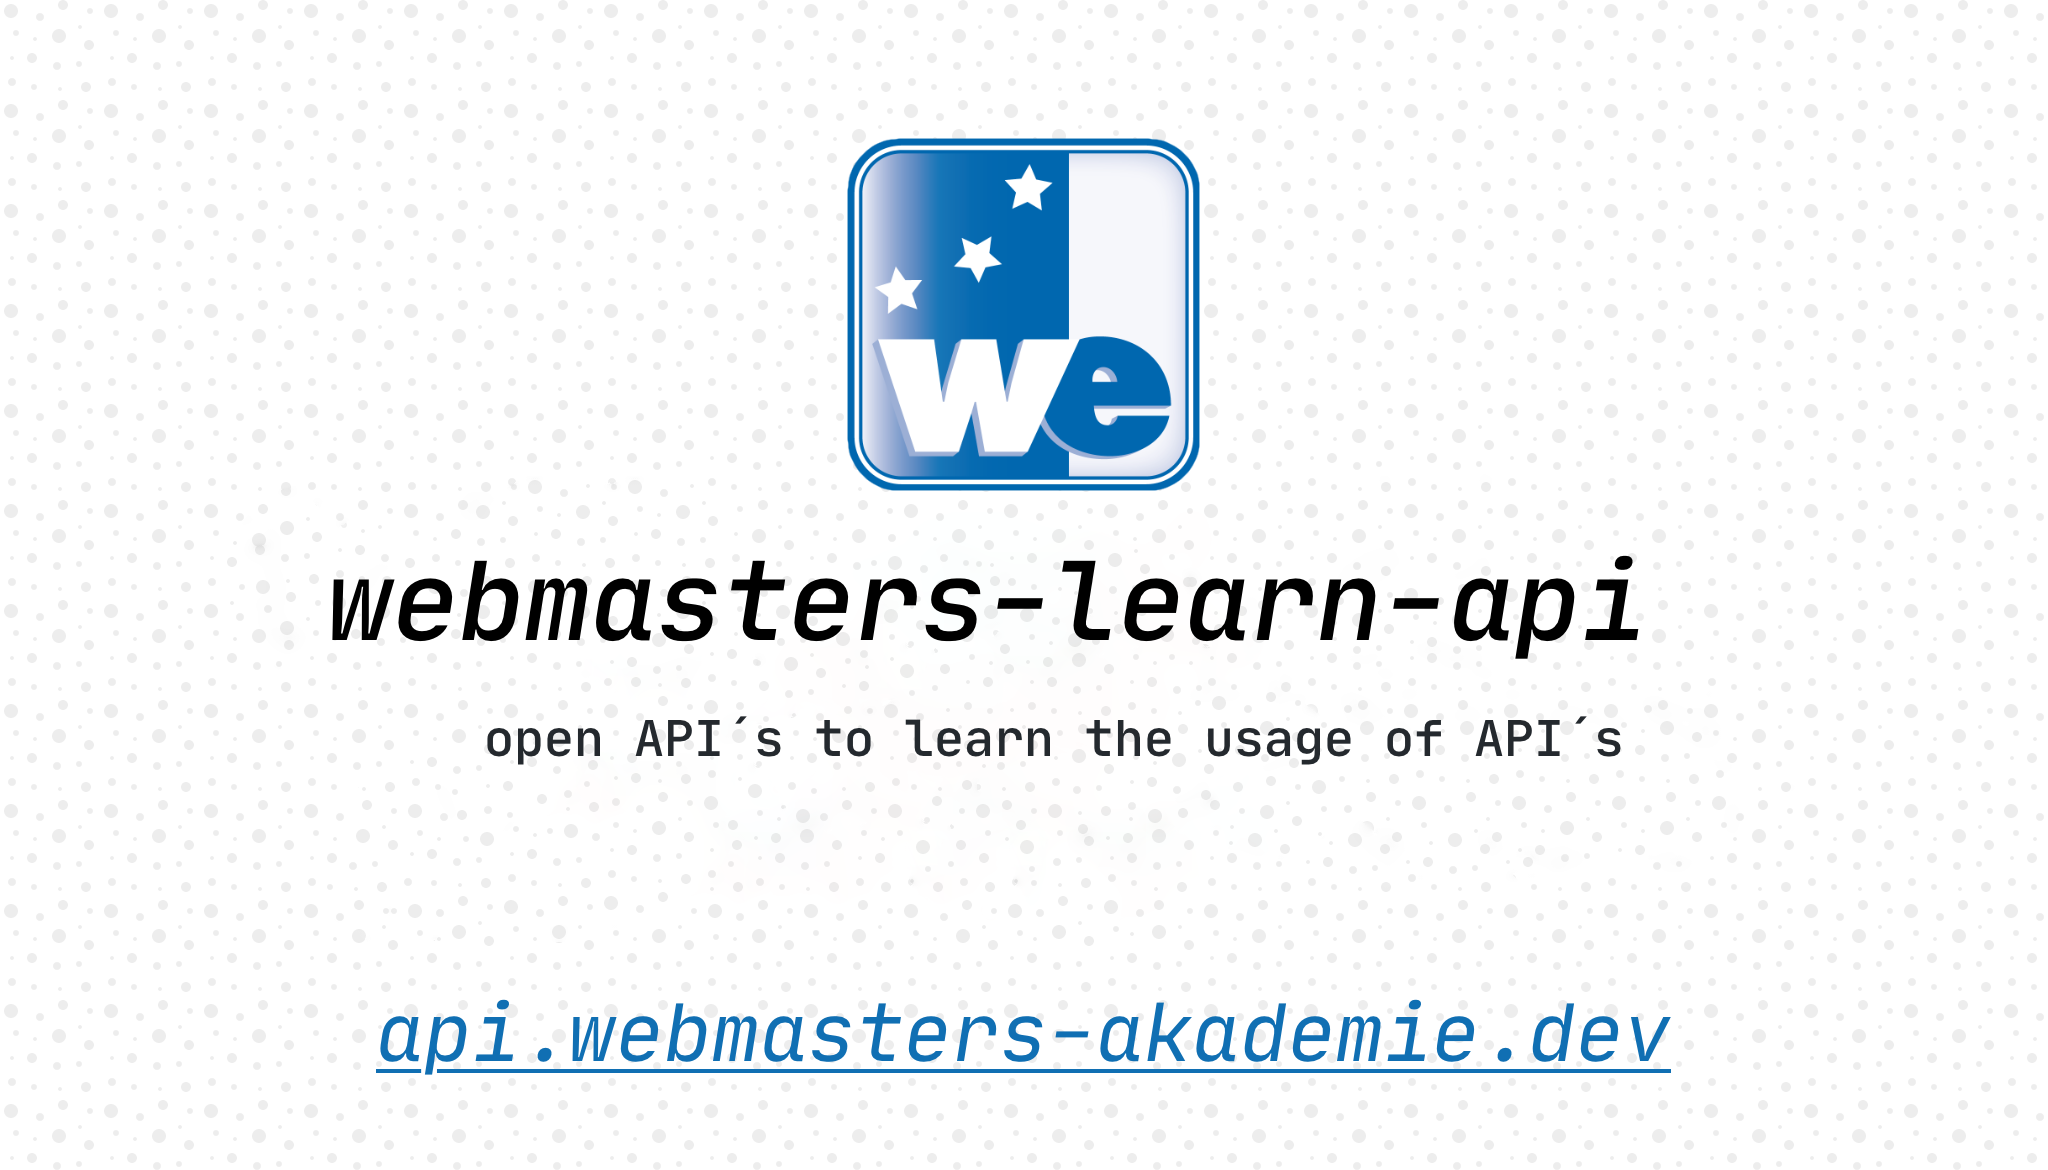 we
webmasters-learn-api
open API´s to learn the usage of API´s
api.webmasters-akademie.dev